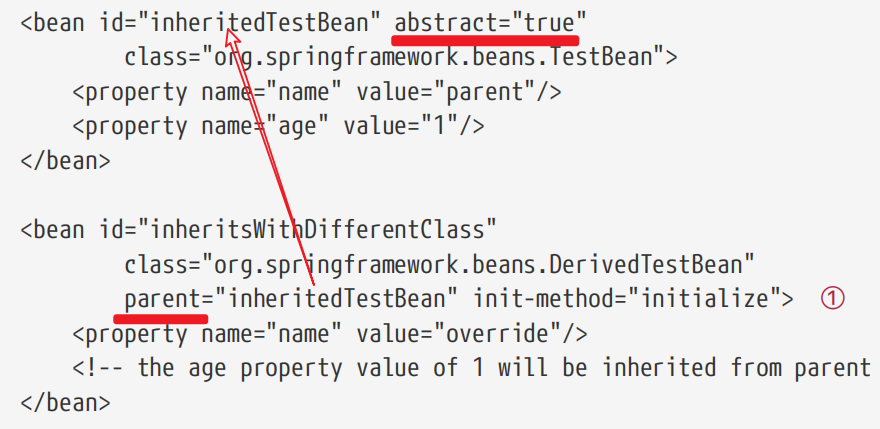 <bean id="inheritedTestBean" abstract="true"
class="org.springframework.beans.TestBean">
<property name="name" value="parent"/>
<property name="age" value="1"/>
</bean>
<bean id="inheritsWithDifferentClass"
class="org.springframework.beans.DerivedTestBean"
parent="inheritedTestBean" init-method="initialize"> ①
<property name="name" value="override"/>
<!-- the age property value of 1 will be inherited from parent
</bean>